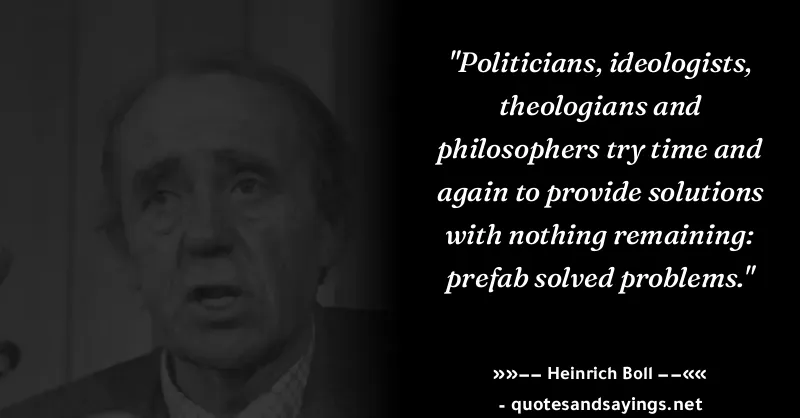 "Politicians, ideologists,
theologians and
philosophers try time and
again to provide solutions
with nothing remaining:
prefab solved problems."
»»−− Heinrich Boll −−««
- quotesandsayings.net